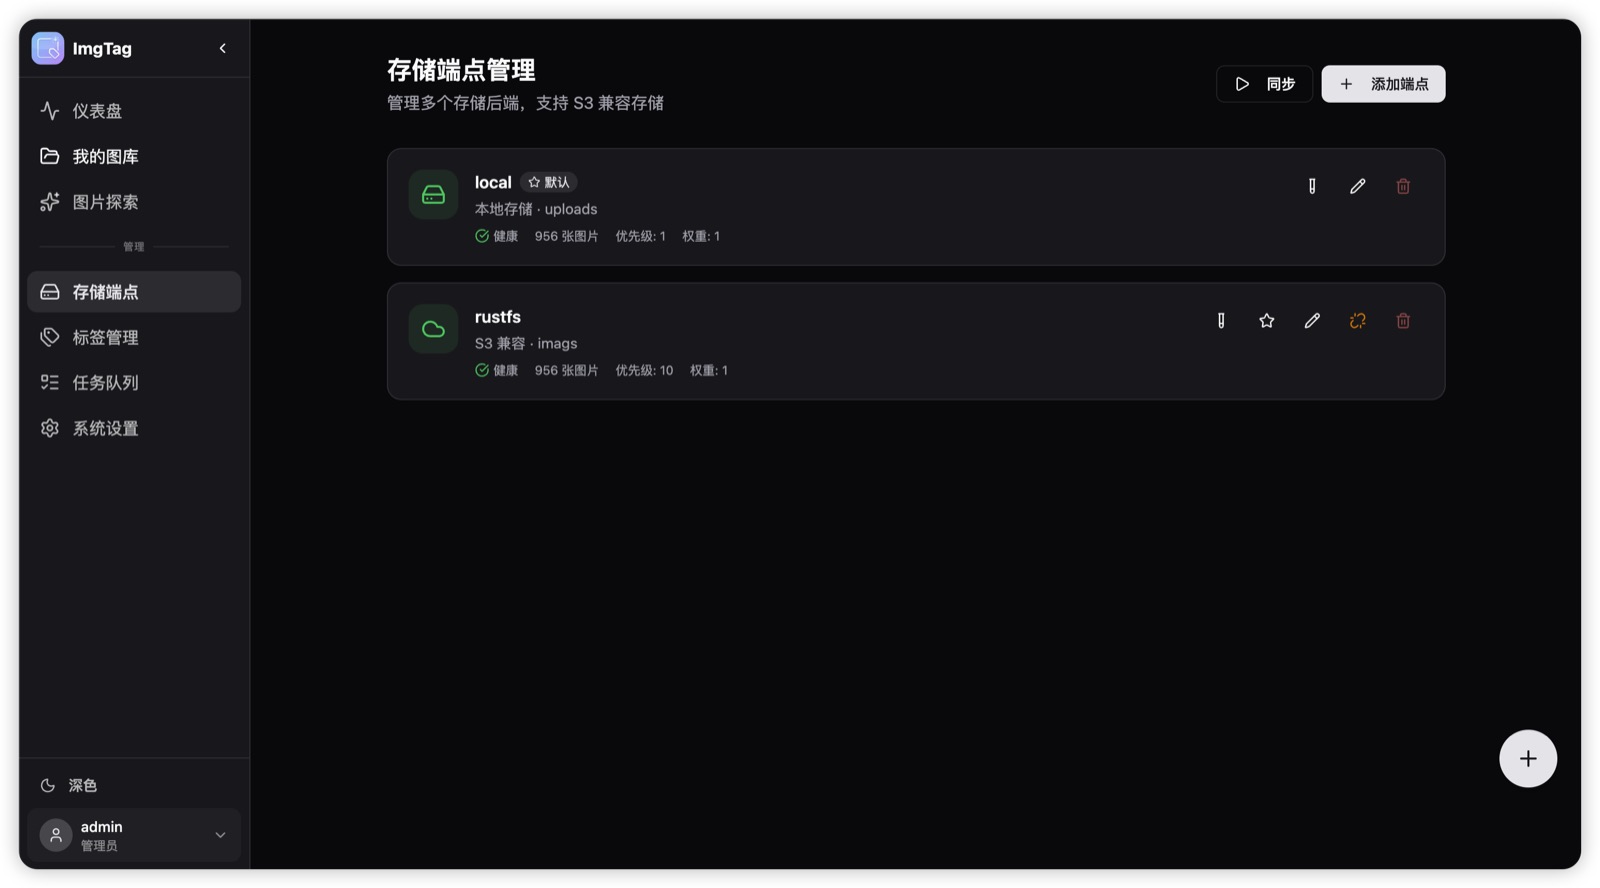 ImgTag
仪表盘
我的图库
图片探索
管理
存储端点
标签管理
任务队列
系统设置
深色
admin
管理员
存储端点管理
管理多个存储后端，支持 S3 兼容存储
同步
添加端点
local 默认
本地存储 · uploads
健康 956 张图片 优先级: 1 权重: 1
rustfs
S3 兼容 · imags
健康 956 张图片 优先级: 10 权重: 1